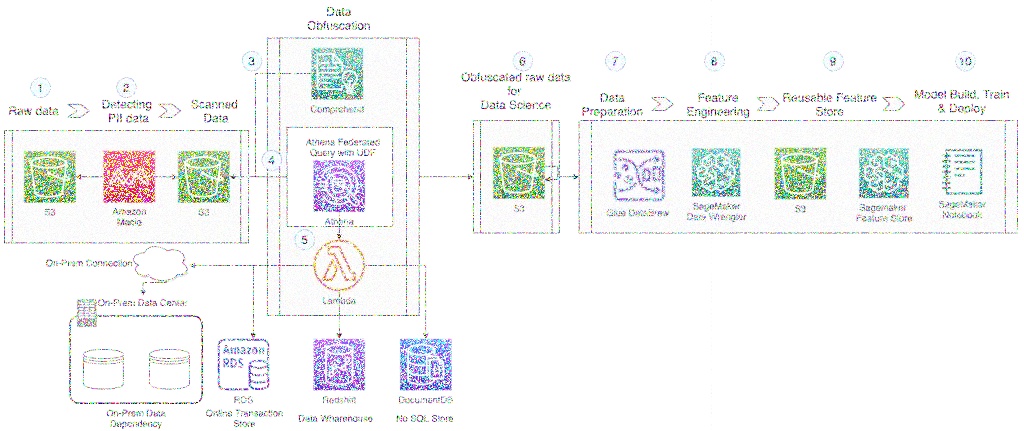 Data
Obfuscation
1
Raw data
2
Detecting
PII data
Scanned
Data
3
Comprehend
4
Athena Federated
Query with UDF
Athena
5
Lambda
6
Obfuscated raw data
for
Data Science
7
Data
Preparation
8
Feature
Engineering
9
Reusable Feature
Store
10
Model Build, Train
& Deploy
S3
Amazon
Macie
S3
S3
Glue DataBrew
SageMaker
Data Wrangler
S3
Sagemaker
Feature Store
SageMaker
Notebook
On-Prem Connection
On-Prem Data Center
On-Prem Data
Dependency
Amazon
RDS
RDS
Online Transaction
Store
Redshift
Data Wharehouse
DocumentDB
No SQL Store